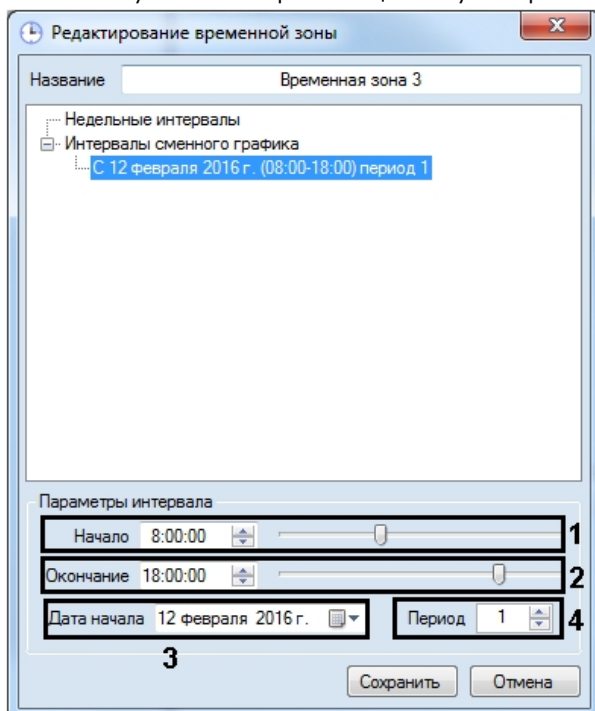 Редактирование временной зоны
Название Временная зона 3
Недельные интервалы
Интервалы сменного графика
С 12 февраля 2016 г. (08:00-18:00) период 1
Параметры интервала
Начало 8:00:00 1
Окончание 18:00:00 2
Дата начала 12 февраля 2016 г. Период 1 4
3
Сохранить Отмена